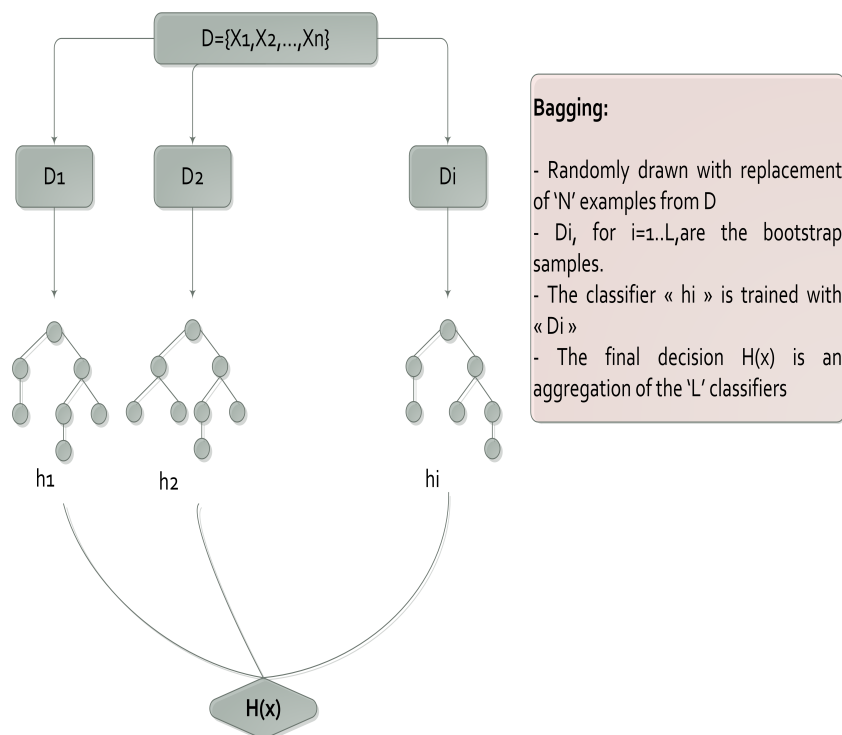 D={X1,X2,...,Xn}
D1
D2
Di
Bagging:
- Randomly drawn with replacement
of ‘N’ examples from D
- Di, for i=1..L,are the bootstrap
samples.
- The classifier « hi » is trained with
« Di »
- The final decision H(x) is an
aggregation of the ‘L’ classifiers
h1
h2
hi
H(x)